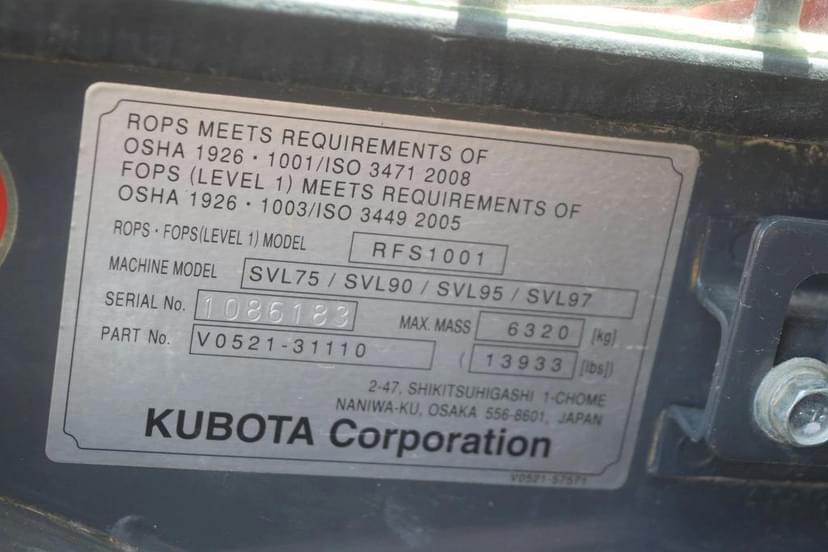 ROPS MEETS REQUIREMENTS OF
OSHA 1926・1001/ISO 3471 2008
FOPS (LEVEL 1) MEETS REQUIREMENTS OF
OSHA 1926・1003/ISO 3449 2005
ROPS・FOPS(LEVEL 1) MODEL RFS1001
MACHINE MODEL SVL75 / SVL90 / SVL95 / SVL97
SERIAL No. 1086183 MAX. MASS 6320 [kg]
PART No. V0521-31110 ( 13933 [lbs])
2-47, SHIKITSUHIGASHI 1-CHOME
NANIWA-KU, OSAKA 556-8601, JAPAN
KUBOTA Corporation
V0521-57571